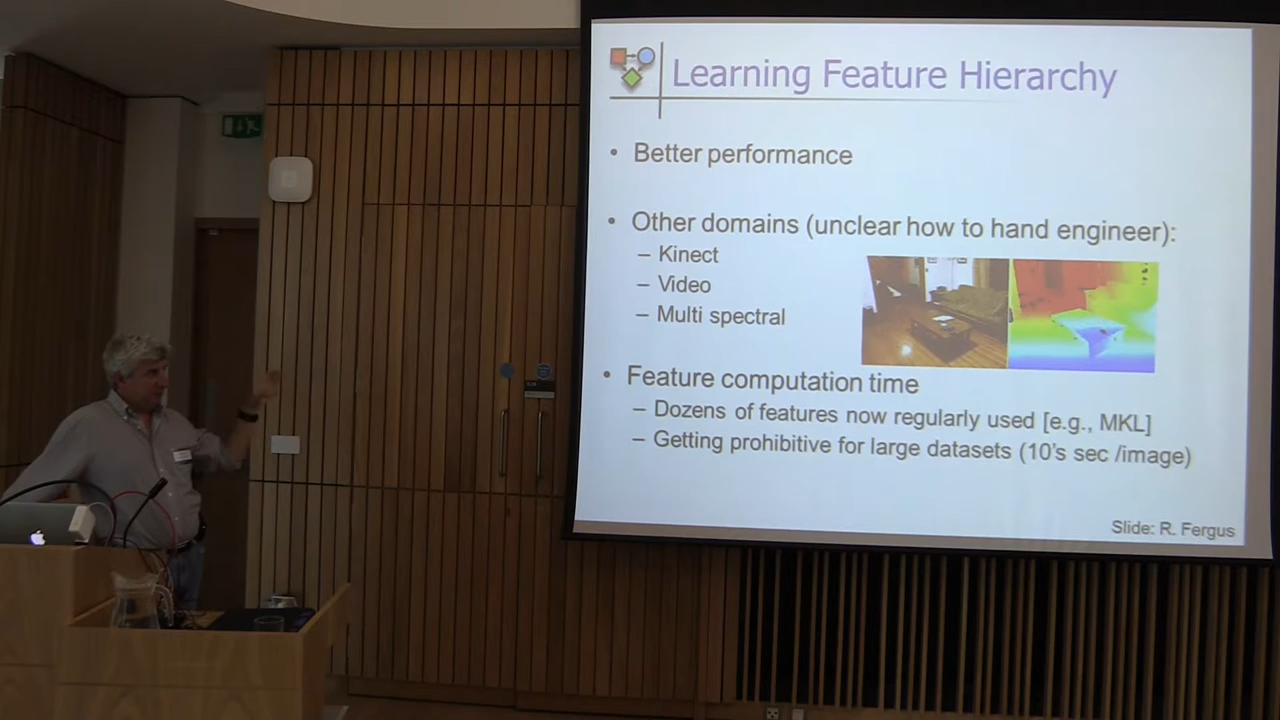 Learning Feature Hierarchy
• Better performance
• Other domains (unclear how to hand engineer):
– Kinect
– Video
– Multi spectral
• Feature computation time
– Dozens of features now regularly used [e.g., MKL]
– Getting prohibitive for large datasets (10's sec /image)
Slide: R. Fergus